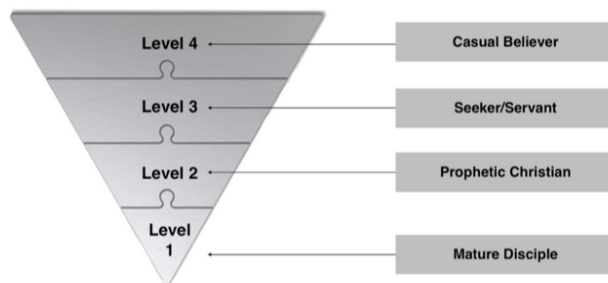 Level 4
Casual Believer
Level 3
Seeker/Servant
Level 2
Prophetic Christian
Level
1
Mature Disciple